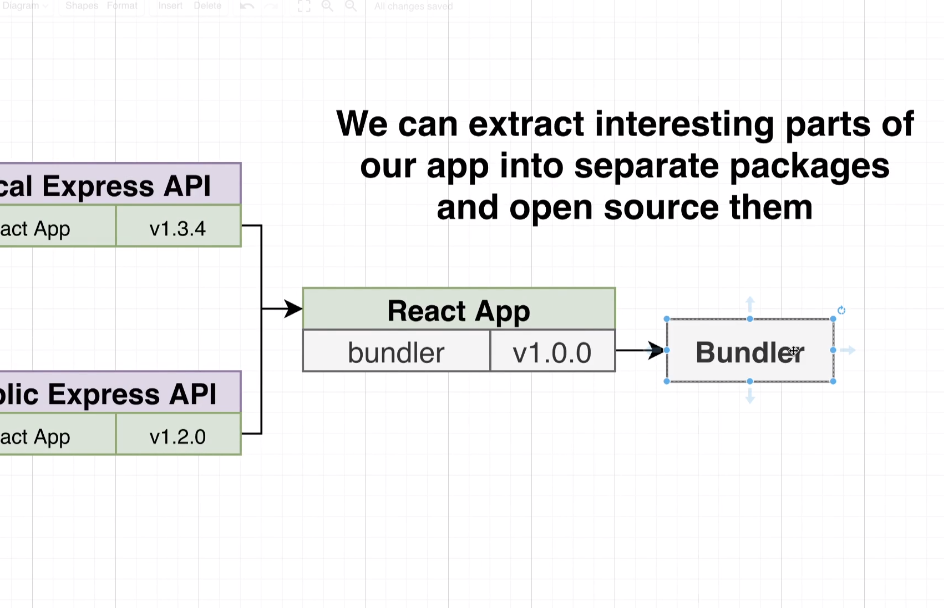 Diagram Shapes Format Insert Delete All changes saved
We can extract interesting parts of
our app into separate packages
and open source them
cal Express API
act App v1.3.4
React App
bundler v1.0.0
Bundler
blic Express API
act App v1.2.0